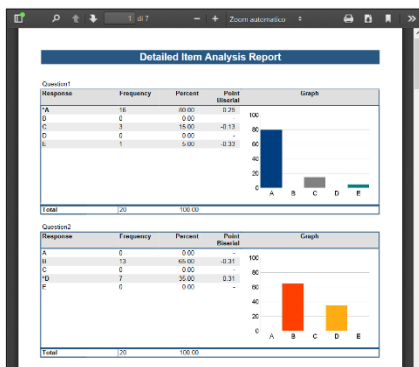 1 di 7 − + Zoom automatico
Detailed Item Analysis Report
Question1
Response Frequency Percent Point Biserial Graph
*A 16 80.00 0.25
B 0 0.00 -
C 3 15.00 -0.13
D 0 0.00 -
E 1 5.00 -0.33
100
80
60
40
20
0
A B C D E
Total 20 100.00
Question2
Response Frequency Percent Point Biserial Graph
A 0 0.00 -
B 13 65.00 -0.31
C 0 0.00 -
*D 7 35.00 0.31
E 0 0.00 -
100
80
60
40
20
0
A B C D E
Total 20 100.00